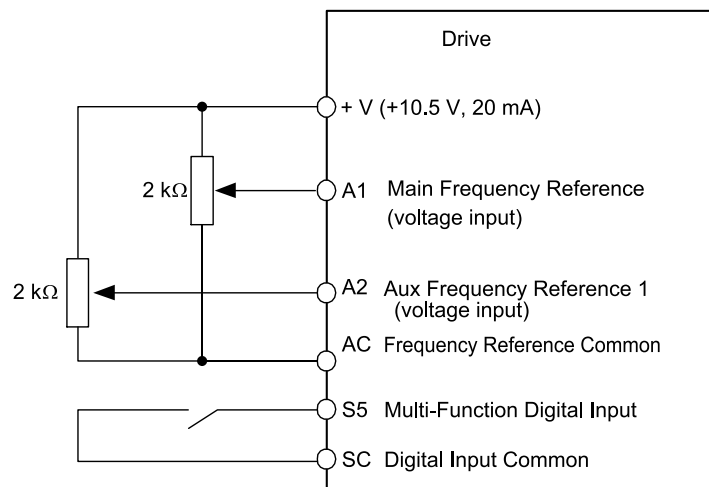 Drive
+ V (+10.5 V, 20 mA)
2 kΩ
A1 Main Frequency Reference
(voltage input)
2 kΩ
A2 Aux Frequency Reference 1
(voltage input)
AC Frequency Reference Common
S5 Multi-Function Digital Input
SC Digital Input Common